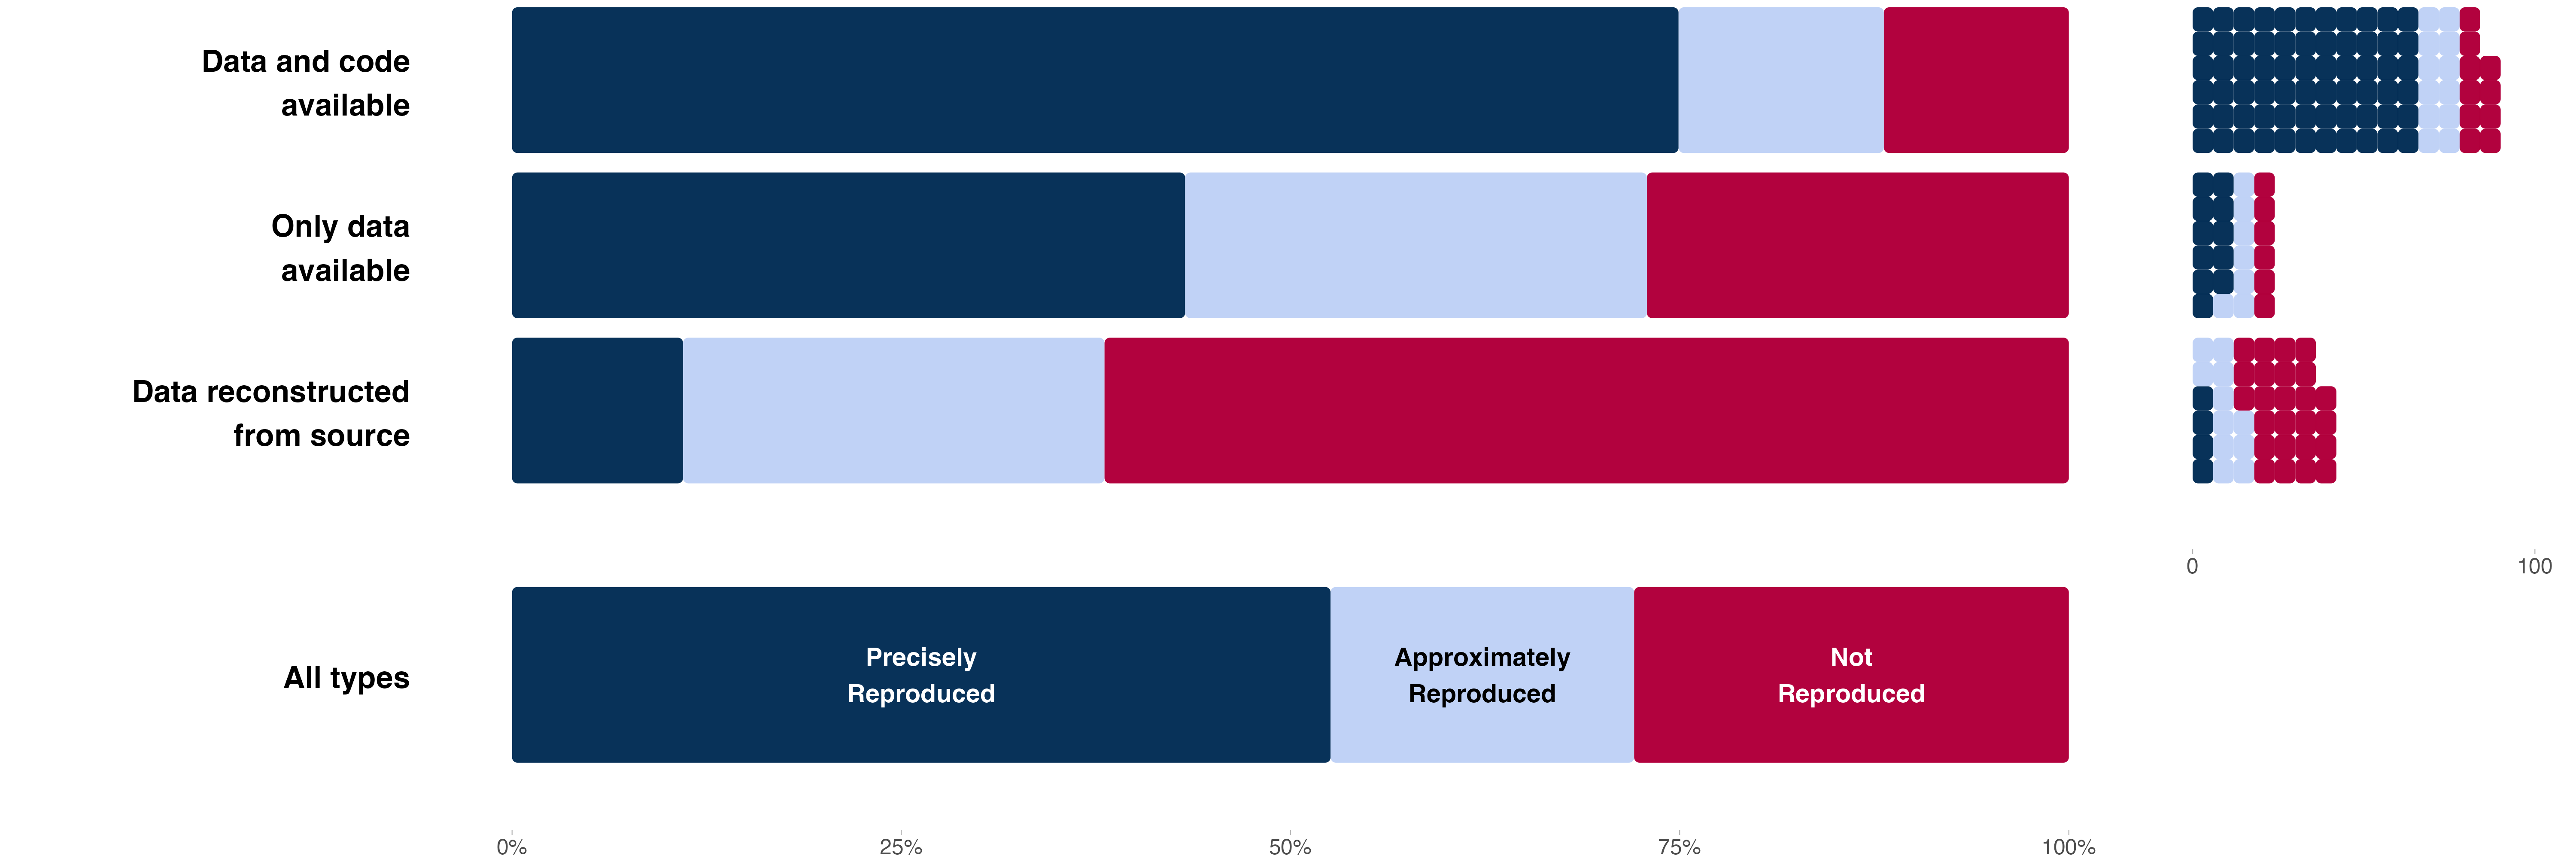 Data and code
available
Only data
available
Data reconstructed
from source
0 100
All types
Precisely
Reproduced
Approximately
Reproduced
Not
Reproduced
0% 25% 50% 75% 100%